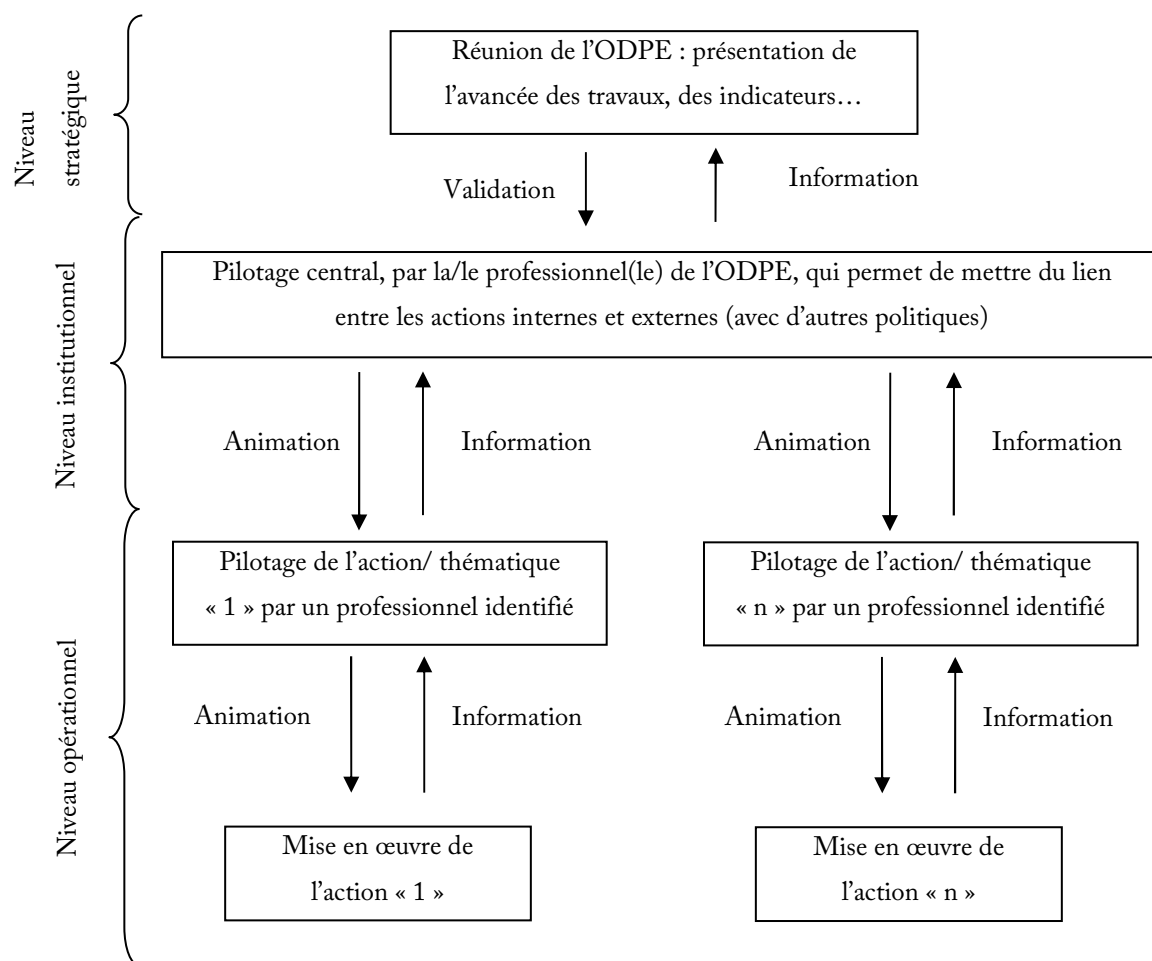 Niveau
stratégique
Réunion de l’ODPE : présentation de
l’avancée des travaux, des indicateurs…
Validation
Information
Niveau institutionnel
Pilotage central, par la/le professionnel(le) de l’ODPE, qui permet de mettre du lien
entre les actions internes et externes (avec d’autres politiques)
Animation
Information
Animation
Information
Niveau opérationnel
Pilotage de l’action/ thématique
« 1 » par un professionnel identifié
Pilotage de l’action/ thématique
« n » par un professionnel identifié
Animation
Information
Animation
Information
Mise en œuvre de
l’action « 1 »
Mise en œuvre de
l’action « n »